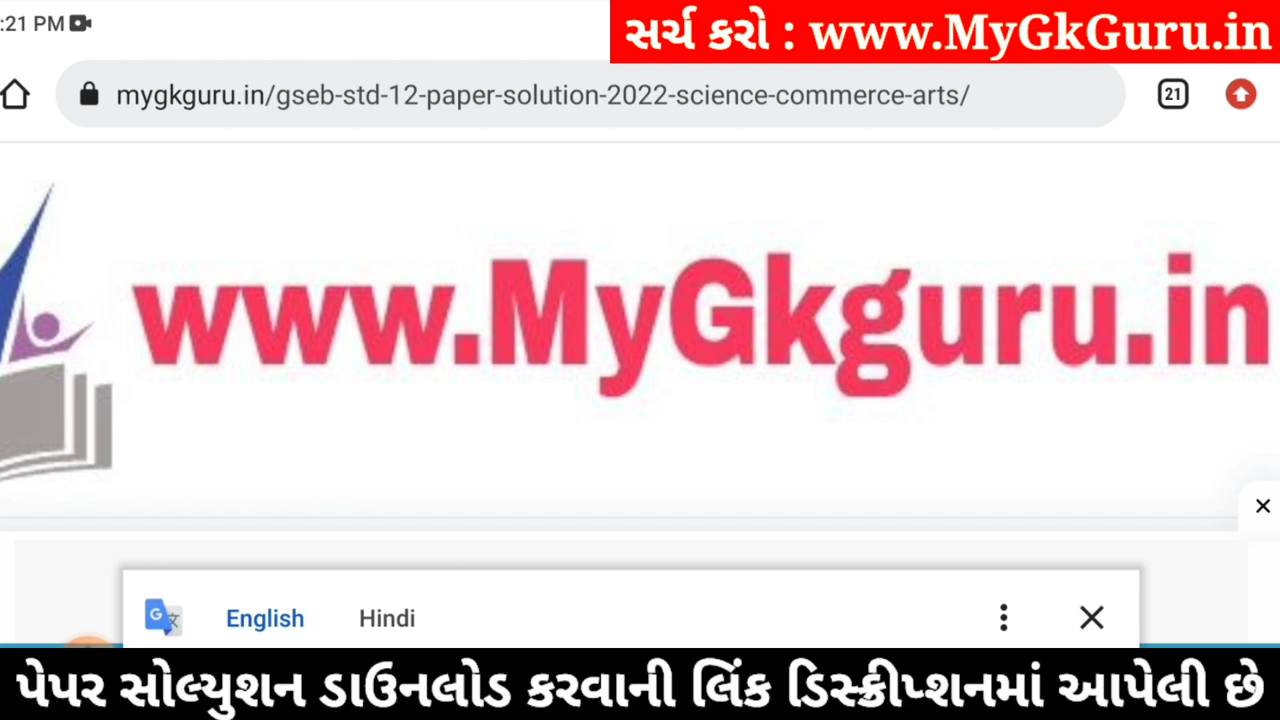 :21 PM
સર્ચ કરો : www.MyGkGuru.in
mygkguru.in/gseb-std-12-paper-solution-2022-science-commerce-arts/
21
www.MyGkguru.in
English Hindi
પેપર સોલ્યુશન ડાઉનલોડ કરવાની લિંક ડિસ્ક્રીપ્શનમાં આપેલી છે